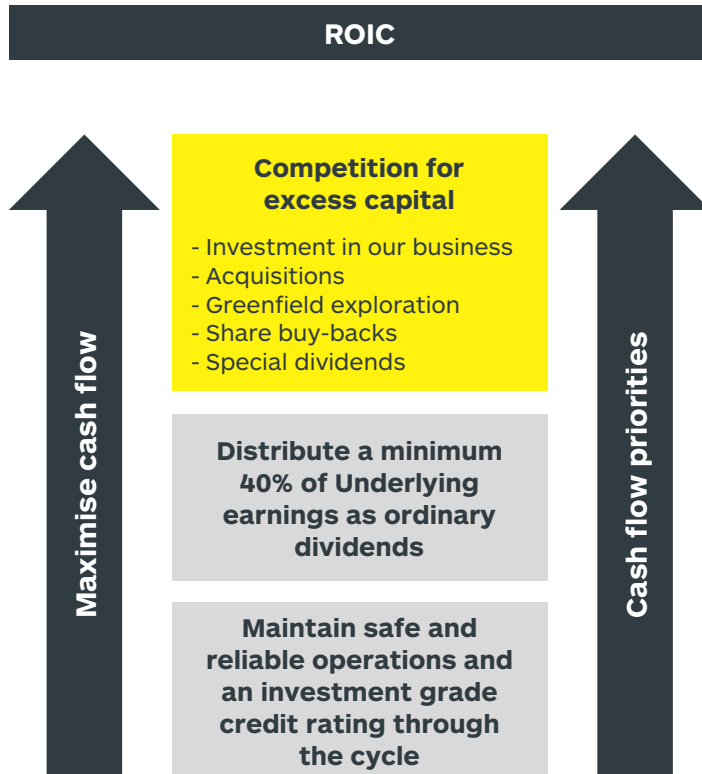 ROIC
Maximise cash flow
Competition for
excess capital
- Investment in our business
- Acquisitions
- Greenfield exploration
- Share buy-backs
- Special dividends
Distribute a minimum
40% of Underlying
earnings as ordinary
dividends
Maintain safe and
reliable operations and
an investment grade
credit rating through
the cycle
Cash flow priorities